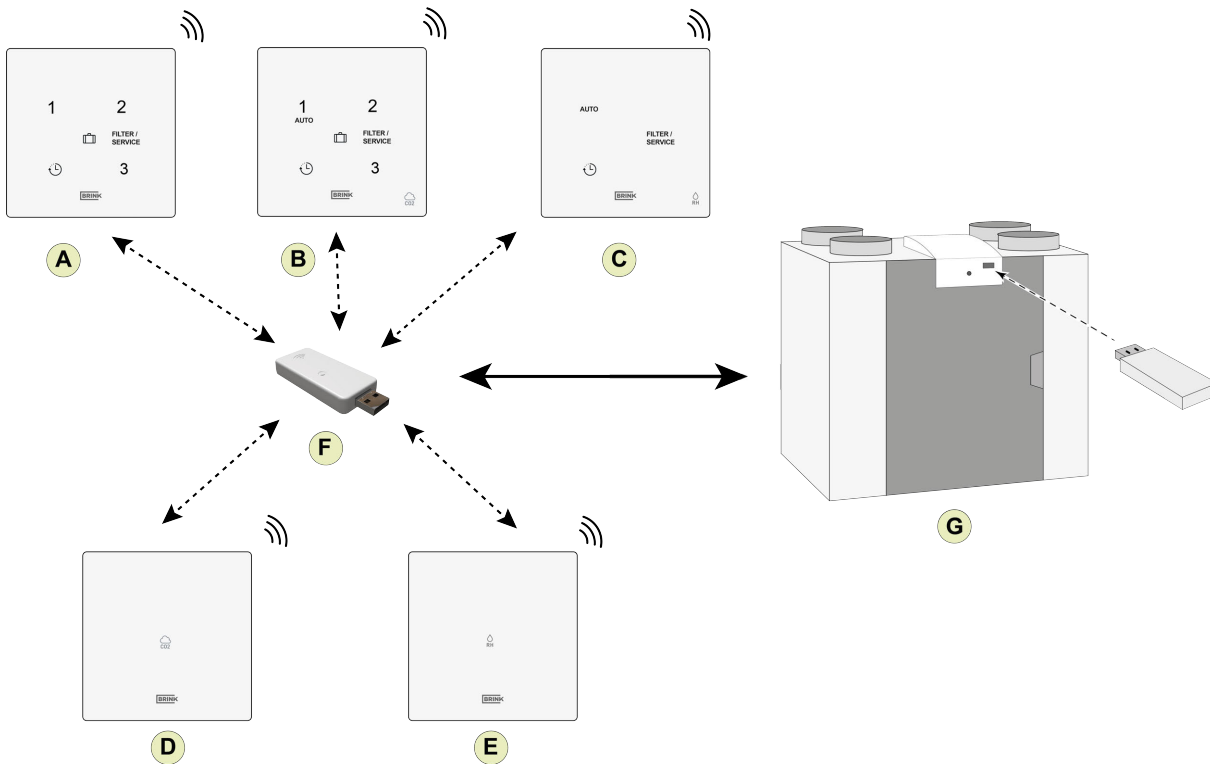 1
2
FILTER /
SERVICE
3
BRINK
1
AUTO
2
FILTER /
SERVICE
3
BRINK
CO2
AUTO
FILTER /
SERVICE
BRINK
RH
A
B
C
F
G
CO2
BRINK
RH
BRINK
D
E